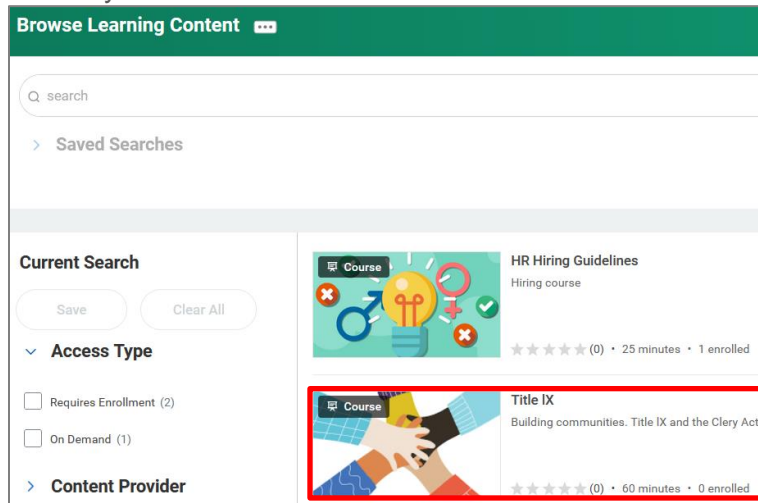 Browse Learning Content
search
Saved Searches
Current Search
Save
Clear All
Access Type
Requires Enrollment (2)
On Demand (1)
Content Provider
Course
HR Hiring Guidelines
Hiring course
(0) • 25 minutes • 1 enrolled
Course
Title IX
Building communities. Title IX and the Clery Act
(0) • 60 minutes • 0 enrolled